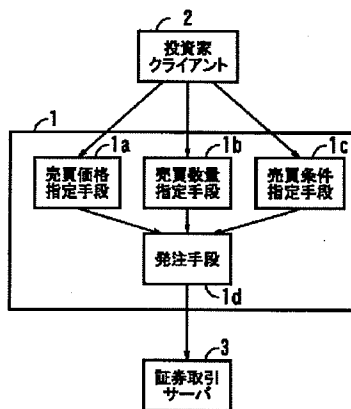 2
投資家
クライアント
1
1a
売買価格
指定手段
1b
売買数量
指定手段
1c
売買条件
指定手段
発注手段
1d
3
証券取引
サーバ